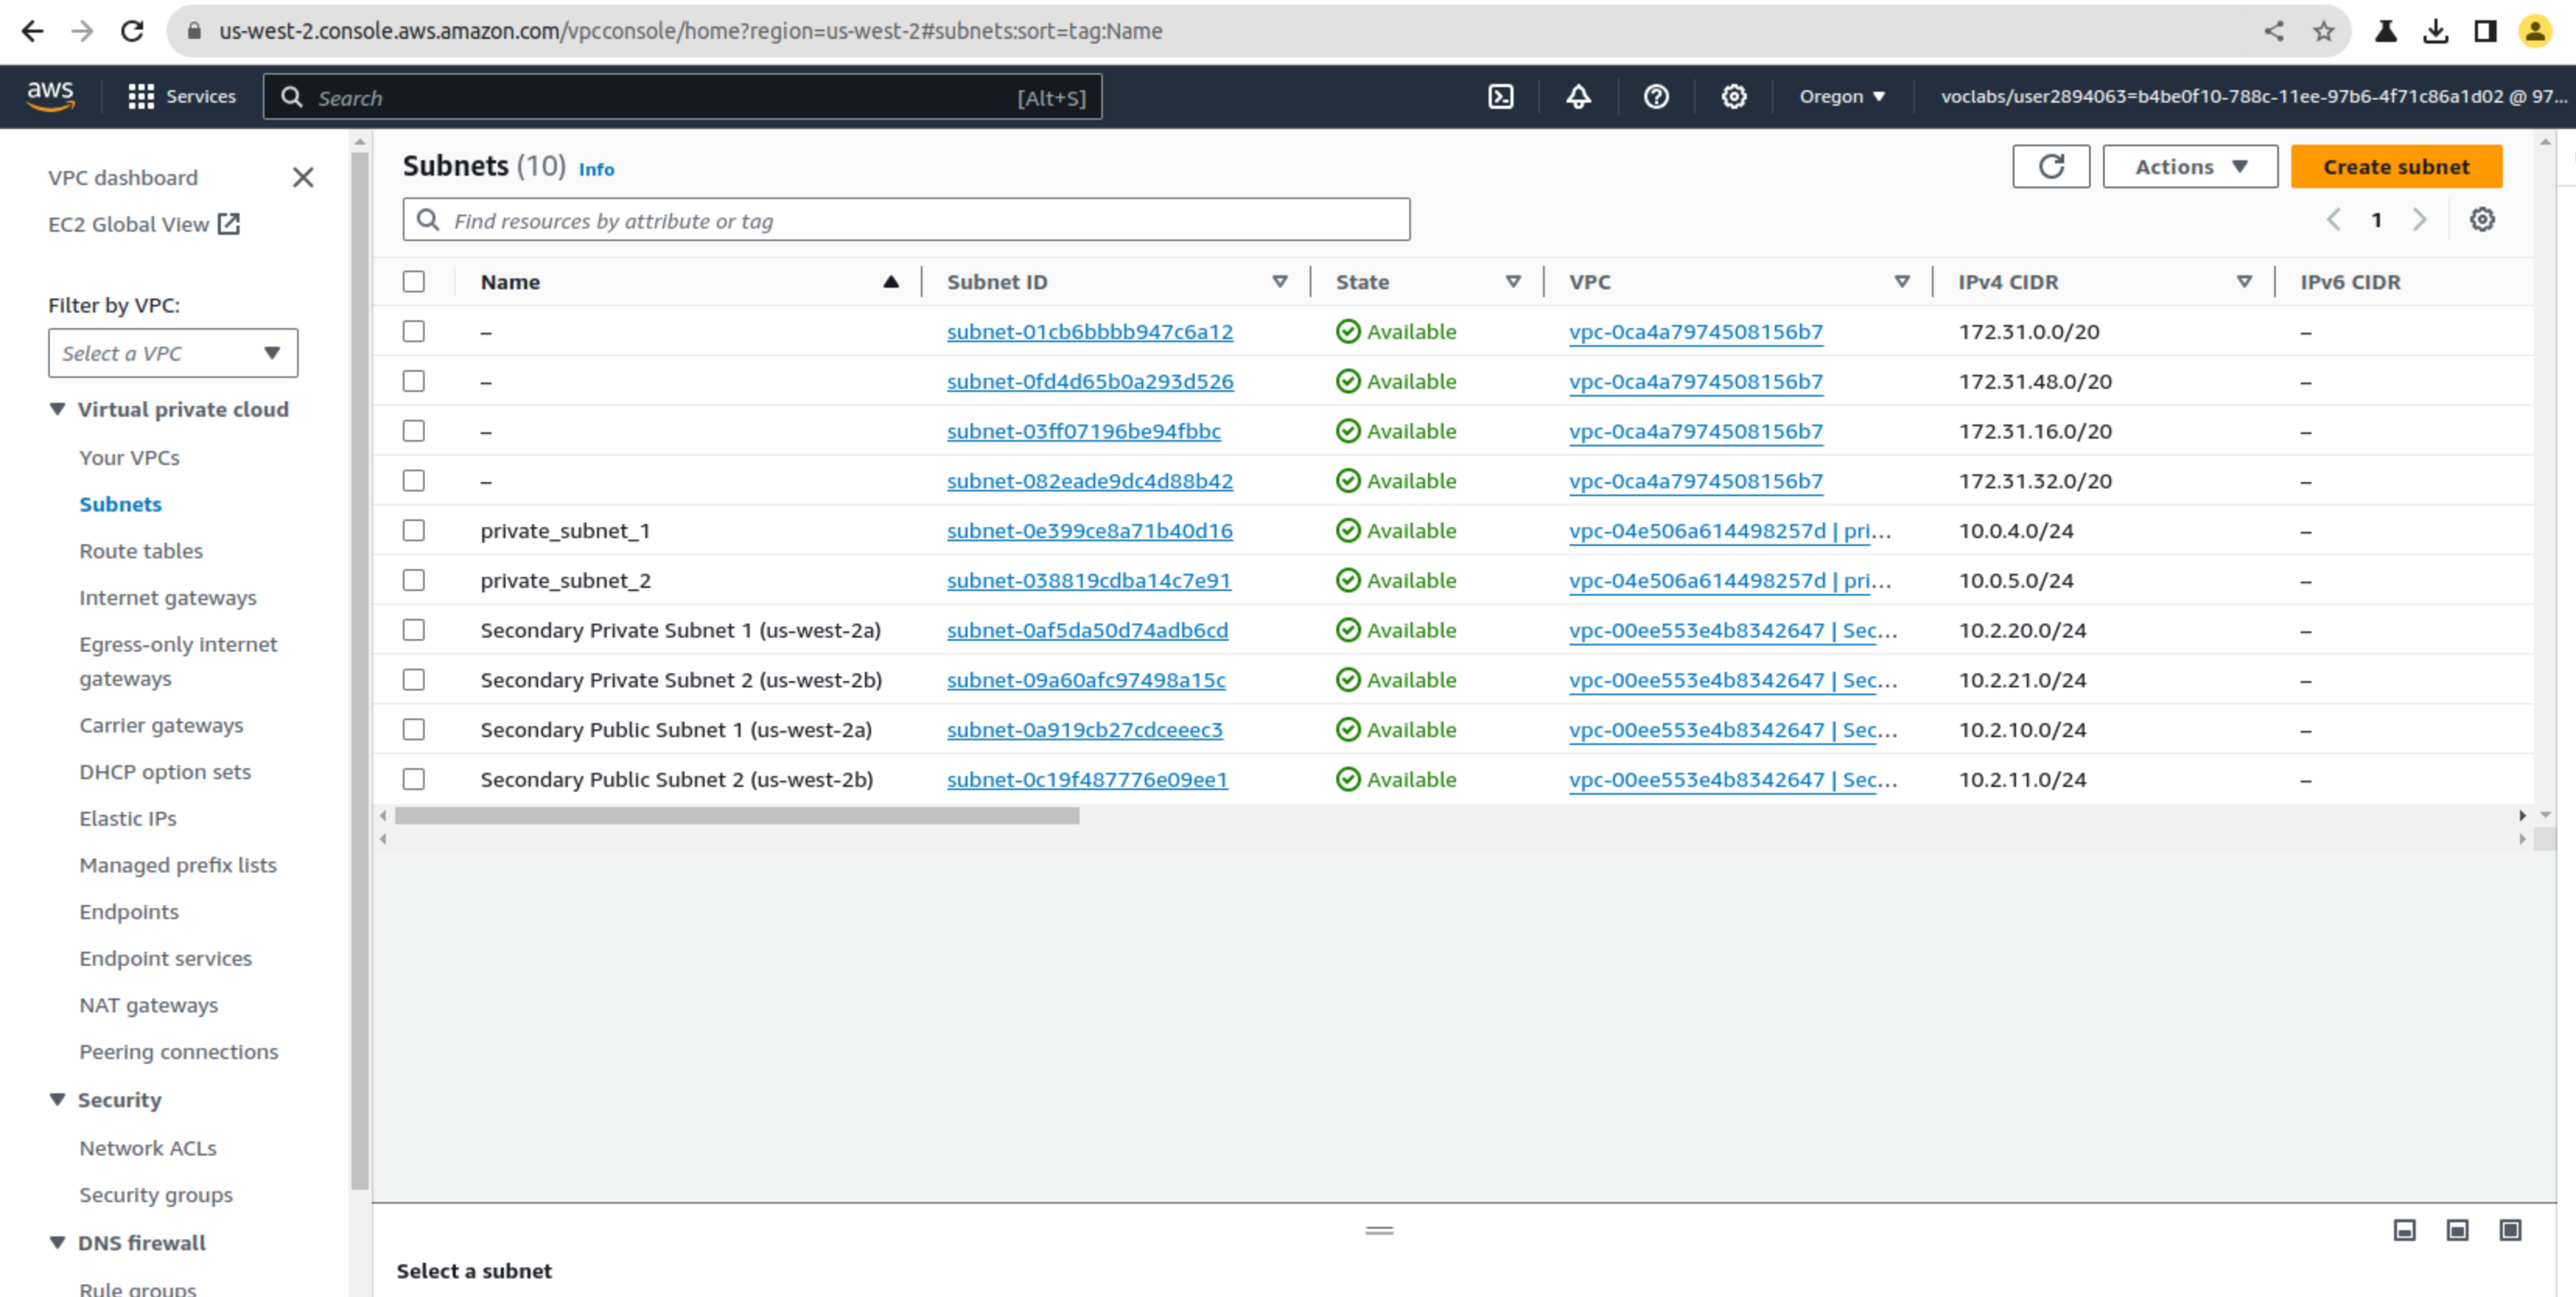 us-west-2.console.aws.amazon.com/vpcconsole/home?region=us-west-2#subnets:sort=tag:Name
aws Services Search [Alt+S] Oregon voclabs/user2894063=b4be0f10-788c-11ee-97b6-4f71c86a1d02 @ 97...
VPC dashboard
EC2 Global View
Filter by VPC:
Select a VPC
Virtual private cloud
Your VPCs
Subnets
Route tables
Internet gateways
Egress-only internet
gateways
Carrier gateways
DHCP option sets
Elastic IPs
Managed prefix lists
Endpoints
Endpoint services
NAT gateways
Peering connections
Security
Network ACLs
Security groups
DNS firewall
Rule groups
Subnets (10) Info Actions Create subnet
Find resources by attribute or tag 1
Name Subnet ID State VPC IPv4 CIDR IPv6 CIDR
– subnet-01cb6bbbb947c6a12 Available vpc-0ca4a7974508156b7 172.31.0.0/20 –
– subnet-0fd4d65b0a293d526 Available vpc-0ca4a7974508156b7 172.31.48.0/20 –
– subnet-03ff07196be94fbbc Available vpc-0ca4a7974508156b7 172.31.16.0/20 –
– subnet-082eade9dc4d88b42 Available vpc-0ca4a7974508156b7 172.31.32.0/20 –
private_subnet_1 subnet-0e399ce8a71b40d16 Available vpc-04e506a614498257d | pri... 10.0.4.0/24 –
private_subnet_2 subnet-038819cdba14c7e91 Available vpc-04e506a614498257d | pri... 10.0.5.0/24 –
Secondary Private Subnet 1 (us-west-2a) subnet-0af5da50d74adb6cd Available vpc-00ee553e4b8342647 | Sec... 10.2.20.0/24 –
Secondary Private Subnet 2 (us-west-2b) subnet-09a60afc97498a15c Available vpc-00ee553e4b8342647 | Sec... 10.2.21.0/24 –
Secondary Public Subnet 1 (us-west-2a) subnet-0a919cb27cdceeec3 Available vpc-00ee553e4b8342647 | Sec... 10.2.10.0/24 –
Secondary Public Subnet 2 (us-west-2b) subnet-0c19f487776e09ee1 Available vpc-00ee553e4b8342647 | Sec... 10.2.11.0/24 –
Select a subnet